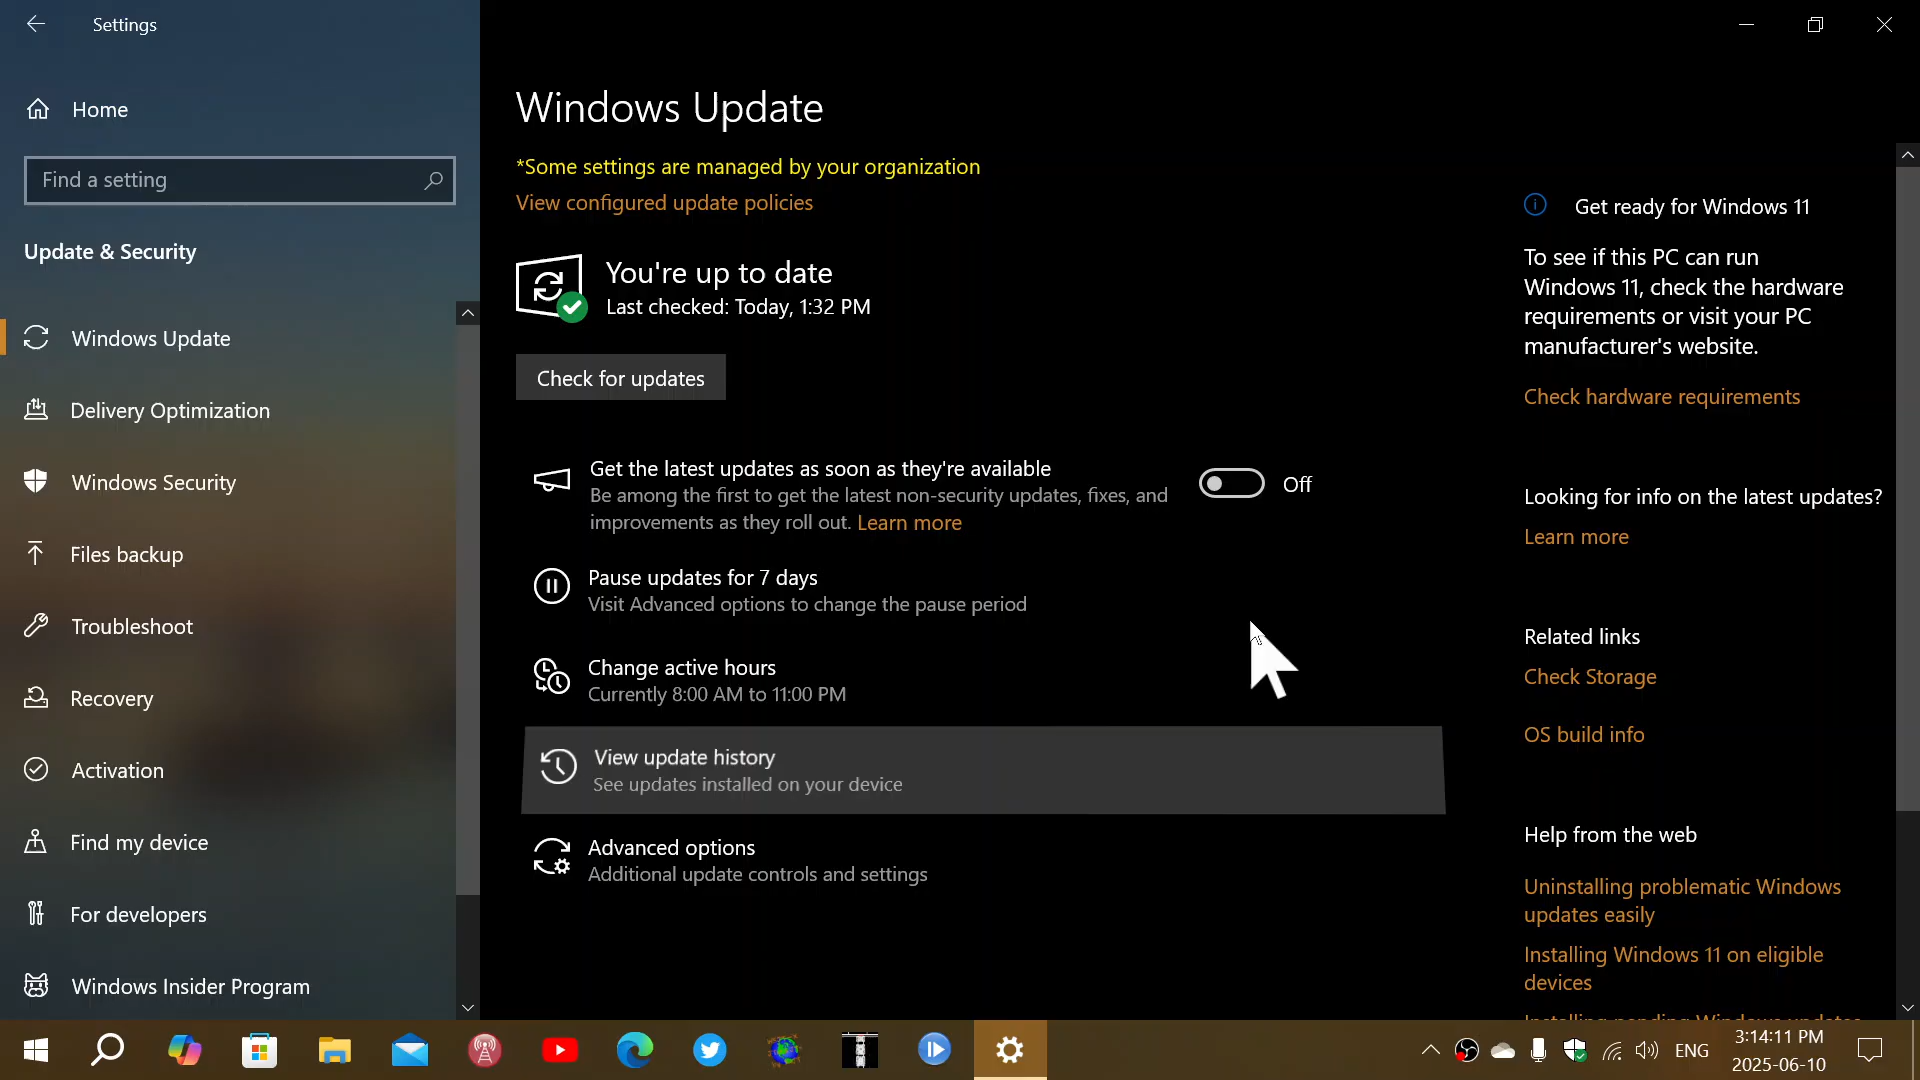 Settings
Home
Find a setting
Update & Security
Windows Update
Delivery Optimization
Windows Security
Files backup
Troubleshoot
Recovery
Activation
Find my device
For developers
Windows Insider Program
Windows Update
*Some settings are managed by your organization
View configured update policies
You're up to date
Last checked: Today, 1:32 PM
Check for updates
Get the latest updates as soon as they're available
Be among the first to get the latest non-security updates, fixes, and
improvements as they roll out. Learn more
Off
Pause updates for 7 days
Visit Advanced options to change the pause period
Change active hours
Currently 8:00 AM to 11:00 PM
View update history
See updates installed on your device
Advanced options
Additional update controls and settings
Get ready for Windows 11
To see if this PC can run
Windows 11, check the hardware
requirements or visit your PC
manufacturer's website.
Check hardware requirements
Looking for info on the latest updates?
Learn more
Related links
Check Storage
OS build info
Help from the web
Uninstalling problematic Windows
updates easily
Installing Windows 11 on eligible
devices
Installing pending Windows updates
ENG
3:14:11 PM
2025-06-10